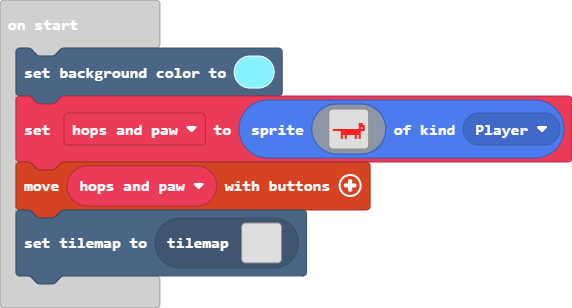 on start
set background color to
set hops and paw to sprite of kind Player
move hops and paw with buttons
set tilemap to tilemap